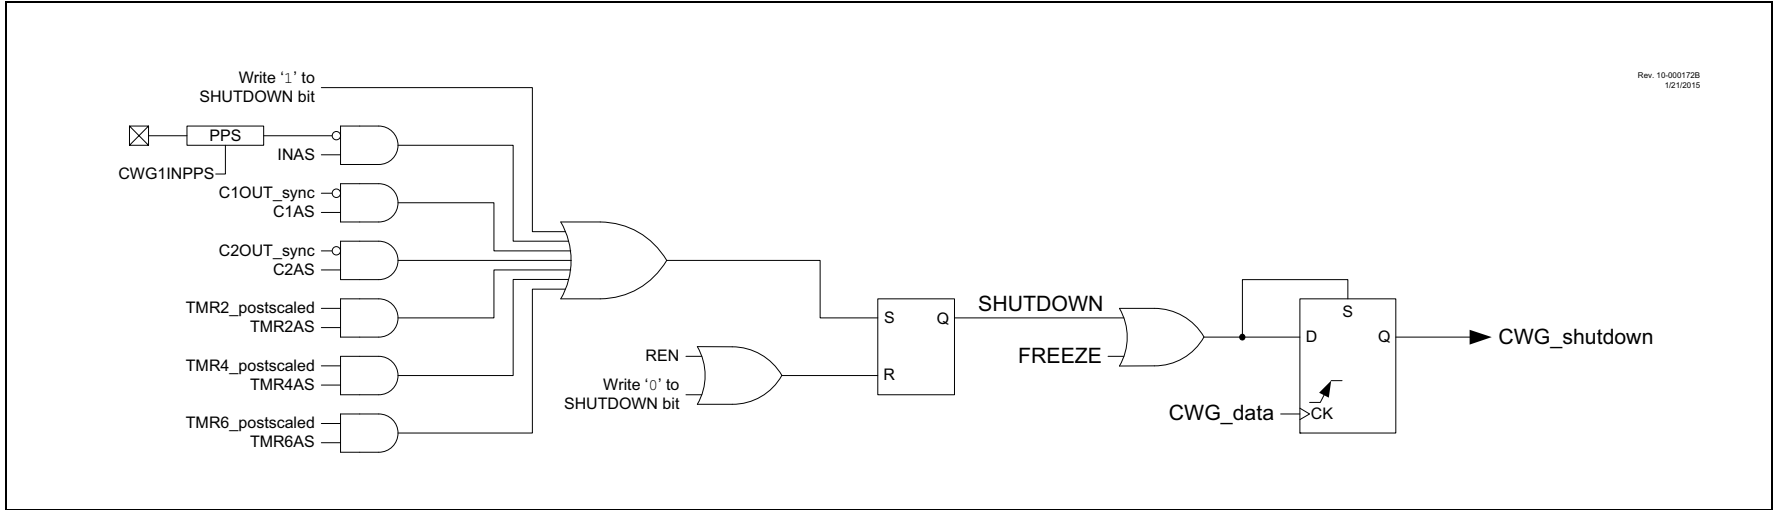 Write ‘1’ to
SHUTDOWN bit
Rev. 10-000172B
1/21/2015
PPS
INAS
CWG1INPPS
C1OUT_sync
C1AS
C2OUT_sync
C2AS
TMR2_postscaled
TMR2AS
TMR4_postscaled
TMR4AS
TMR6_postscaled
TMR6AS
REN
Write ‘0’ to
SHUTDOWN bit
S
Q
R
SHUTDOWN
FREEZE
S
D
Q
CWG_data
CK
CWG_shutdown